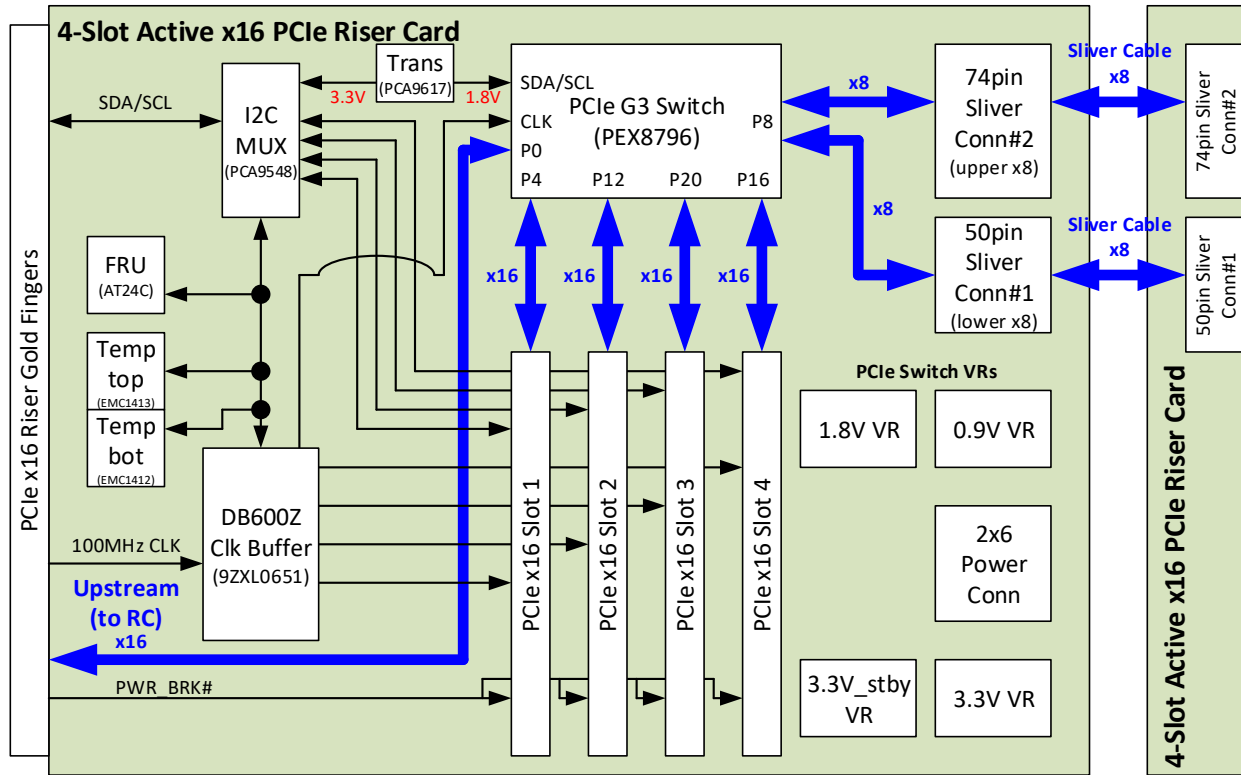 4-Slot Active x16 PCIe Riser Card
PCIe x16 Riser Gold Fingers
SDA/SCL
I2C
MUX
(PCA9548)
Trans
(PCA9617)
3.3V
1.8V
SDA/SCL
CLK
P0
P4
P12
P20
P16
P8
PCIe G3 Switch
(PEX8796)
x8
x8
74pin
Sliver
Conn#2
(upper x8)
50pin
Sliver
Conn#1
(lower x8)
Sliver Cable
x8
Sliver Cable
x8
74pin Sliver
Conn#2
50pin Sliver
Conn#1
4-Slot Active x16 PCIe Riser Card
FRU
(AT24C)
Temp
top
(EMC1413)
Temp
bot
(EMC1412)
x16
x16
x16
x16
PCIe x16 Slot 1
PCIe x16 Slot 2
PCIe x16 Slot 3
PCIe x16 Slot 4
DB600Z
Clk Buffer
(9ZXL0651)
100MHz CLK
Upstream
(to RC)
x16
PWR_BRK#
PCIe Switch VRs
1.8V VR
0.9V VR
2x6
Power
Conn
3.3V_stby
VR
3.3V VR